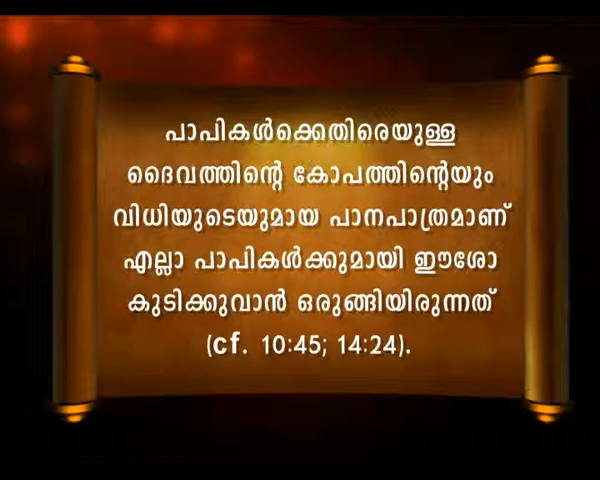 പാപികൾക്കെതിരെയുള്ള
ദൈവത്തിന്റെ കോപത്തിന്റെയും
വിധിയുടെയുമായ പാനപാത്രമാണ്
എല്ലാ പാപികൾക്കുമായി ഈശോ
കുടിക്കുവാൻ ഒരുങ്ങിയിരുന്നത്
(cf. 10:45; 14:24).